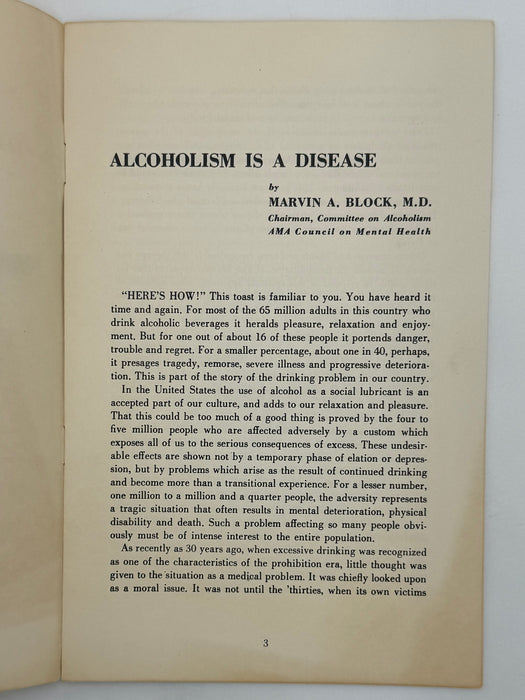 ALCOHOLISM IS A DISEASE
by
MARVIN A. BLOCK, M.D.
Chairman, Committee on Alcoholism
AMA Council on Mental Health
"HERE'S HOW!" This toast is familiar to you. You have heard it
time and again. For most of the 65 million adults in this country who
drink alcoholic beverages it heralds pleasure, relaxation and enjoy-
ment. But for one out of about 16 of these people it portends danger,
trouble and regret. For a smaller percentage, about one in 40, perhaps,
it presages tragedy, remorse, severe illness and progressive deteriora-
tion. This is part of the story of the drinking problem in our country.
In the United States the use of alcohol as a social lubricant is an
accepted part of our culture, and adds to our relaxation and pleasure.
That this could be too much of a good thing is proved by the four to
five million people who are affected adversely by a custom which
exposes all of us to the serious consequences of excess. These undesir-
able effects are shown not by a temporary phase of elation or depres-
sion, but by problems which arise as the result of continued drinking
and become more than a transitional experience. For a lesser number,
one million to a million and a quarter people, the adversity represents
a tragic situation that often results in mental deterioration, physical
disability and death. Such a problem affecting so many people obvi-
ously must be of intense interest to the entire population.
As recently as 30 years ago, when excessive drinking was recognized
as one of the characteristics of the prohibition era, little thought was
given to the situation as a medical problem. It was chiefly looked upon
as a moral issue. It was not until the 'thirties, when its own victims
3